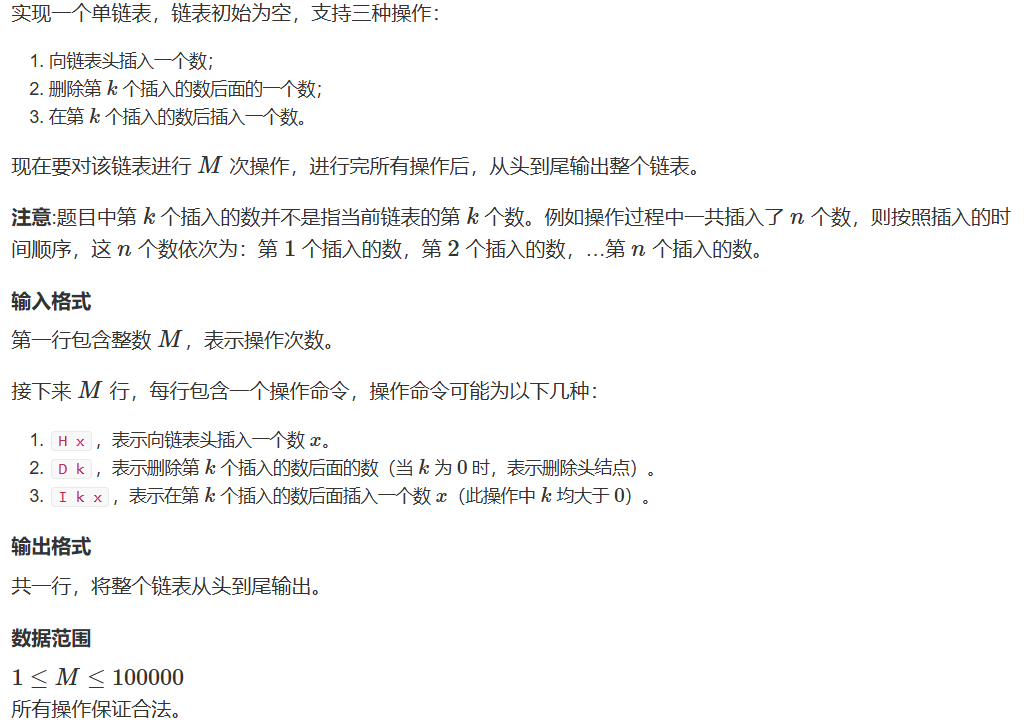 实现一个单链表，链表初始为空，支持三种操作：
1. 向链表头插入一个数；
2. 删除第 k 个插入的数后面的一个数；
3. 在第 k 个插入的数后插入一个数。
现在要对该链表进行 M 次操作，进行完所有操作后，从头到尾输出整个链表。
注意:题目中第 k 个插入的数并不是指当前链表的第 k 个数。例如操作过程中一共插入了 n 个数，则按照插入的时
间顺序，这 n 个数依次为：第 1 个插入的数，第 2 个插入的数，…第 n 个插入的数。
输入格式
第一行包含整数 M，表示操作次数。
接下来 M 行，每行包含一个操作命令，操作命令可能为以下几种：
1. H x，表示向链表头插入一个数 x。
2. D k，表示删除第 k 个插入的数后面的数（当 k 为 0 时，表示删除头结点）。
3. I k x，表示在第 k 个插入的数后面插入一个数 x（此操作中 k 均大于 0）。
输出格式
共一行，将整个链表从头到尾输出。
数据范围
1 ≤ M ≤ 100000
所有操作保证合法。